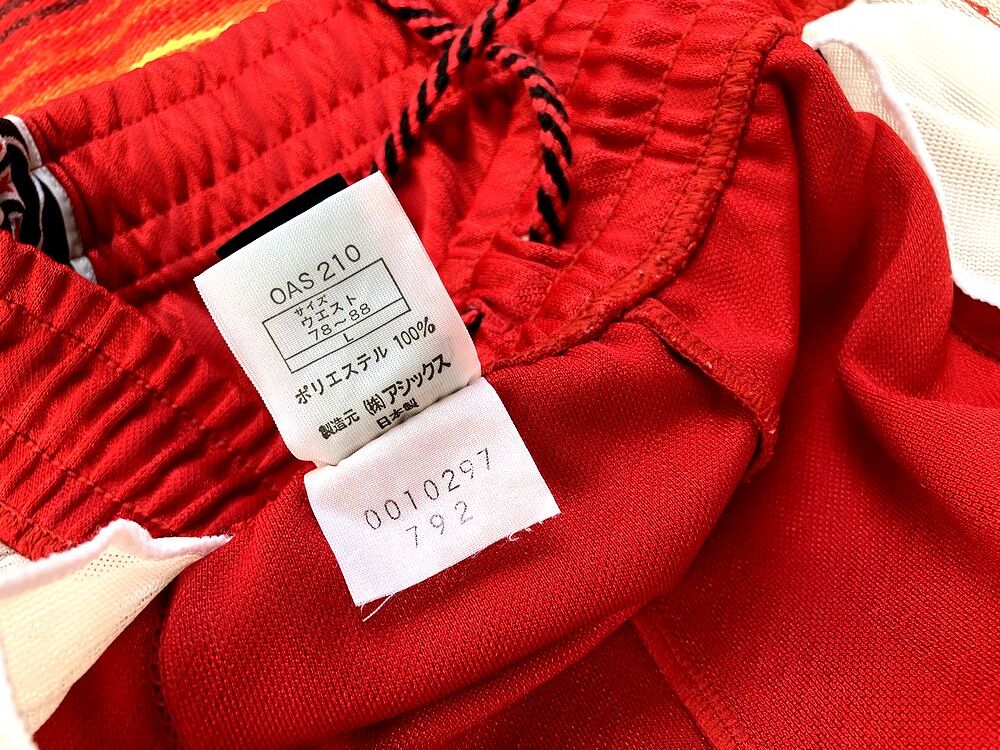 OAS 210
サイズ
ウエスト
78〜88
L
ポリエステル 100%
製造元 (株)アシックス
日本製
0010297
792